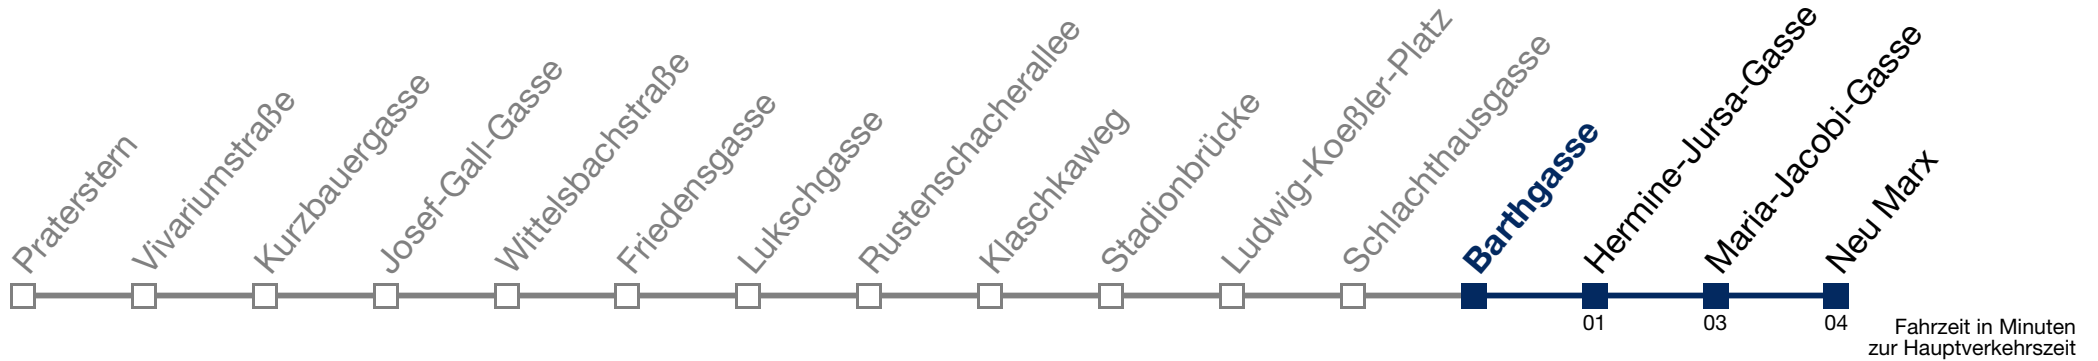 Praterstern
Vivariumstraße
Kurzbauergasse
Josef-Gall-Gasse
Wittelsbachstraße
Friedensgasse
Lukschgasse
Rustenschacherallee
Klaschkaweg
Stadionbrücke
Ludwig-Koeßler-Platz
Schlachthausgasse
Barthgasse
Hermine-Jursa-Gasse
Maria-Jacobi-Gasse
Neu Marx
01
03
04
Fahrzeit in Minuten
zur Hauptverkehrszeit